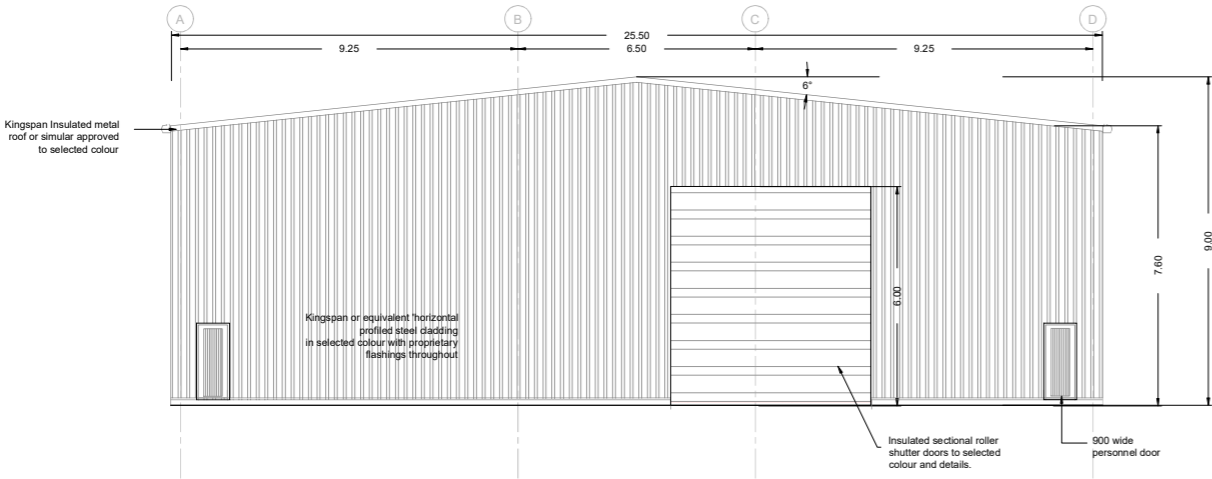 A
B
C
D
25.50
9.25
6.50
9.25
6°
Kingspan Insulated metal
roof or simular approved
to selected colour
9.00
7.60
6.00
Kingspan or equivalent 'horizontal
profiled steel cladding
in selected colour with proprietary
flashings throughout
Insulated sectional roller
shutter doors to selected
colour and details.
900 wide
personnel door